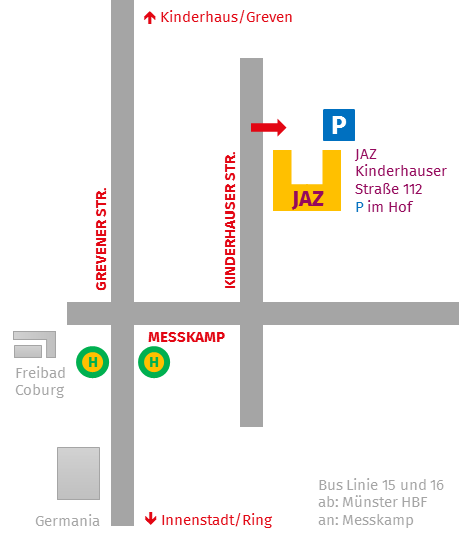 Kinderhaus/Greven
P
JAZ
Kinderhauser
Straße 112
P im Hof
JAZ
GREVENER STR.
KINDERHAUSER STR.
MESSKAMP
H
H
Freibad
Coburg
Germania
Bus Linie 15 und 16
ab: Münster HBF
an: Messkamp
Innenstadt/Ring